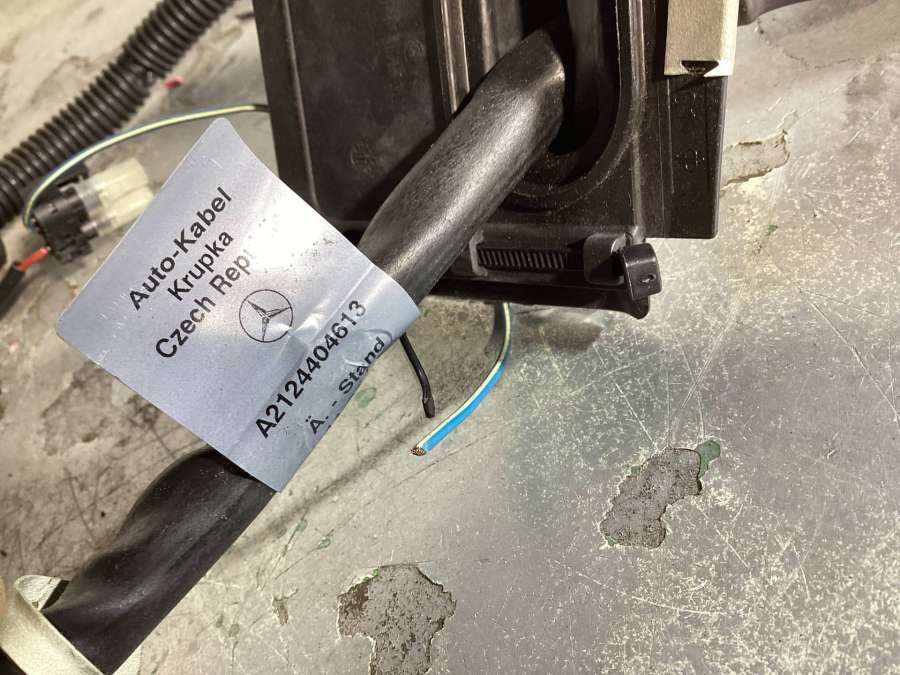 Auto-Kabel
Krupka
Czech Rep
A2124404613
Ä. - Stand